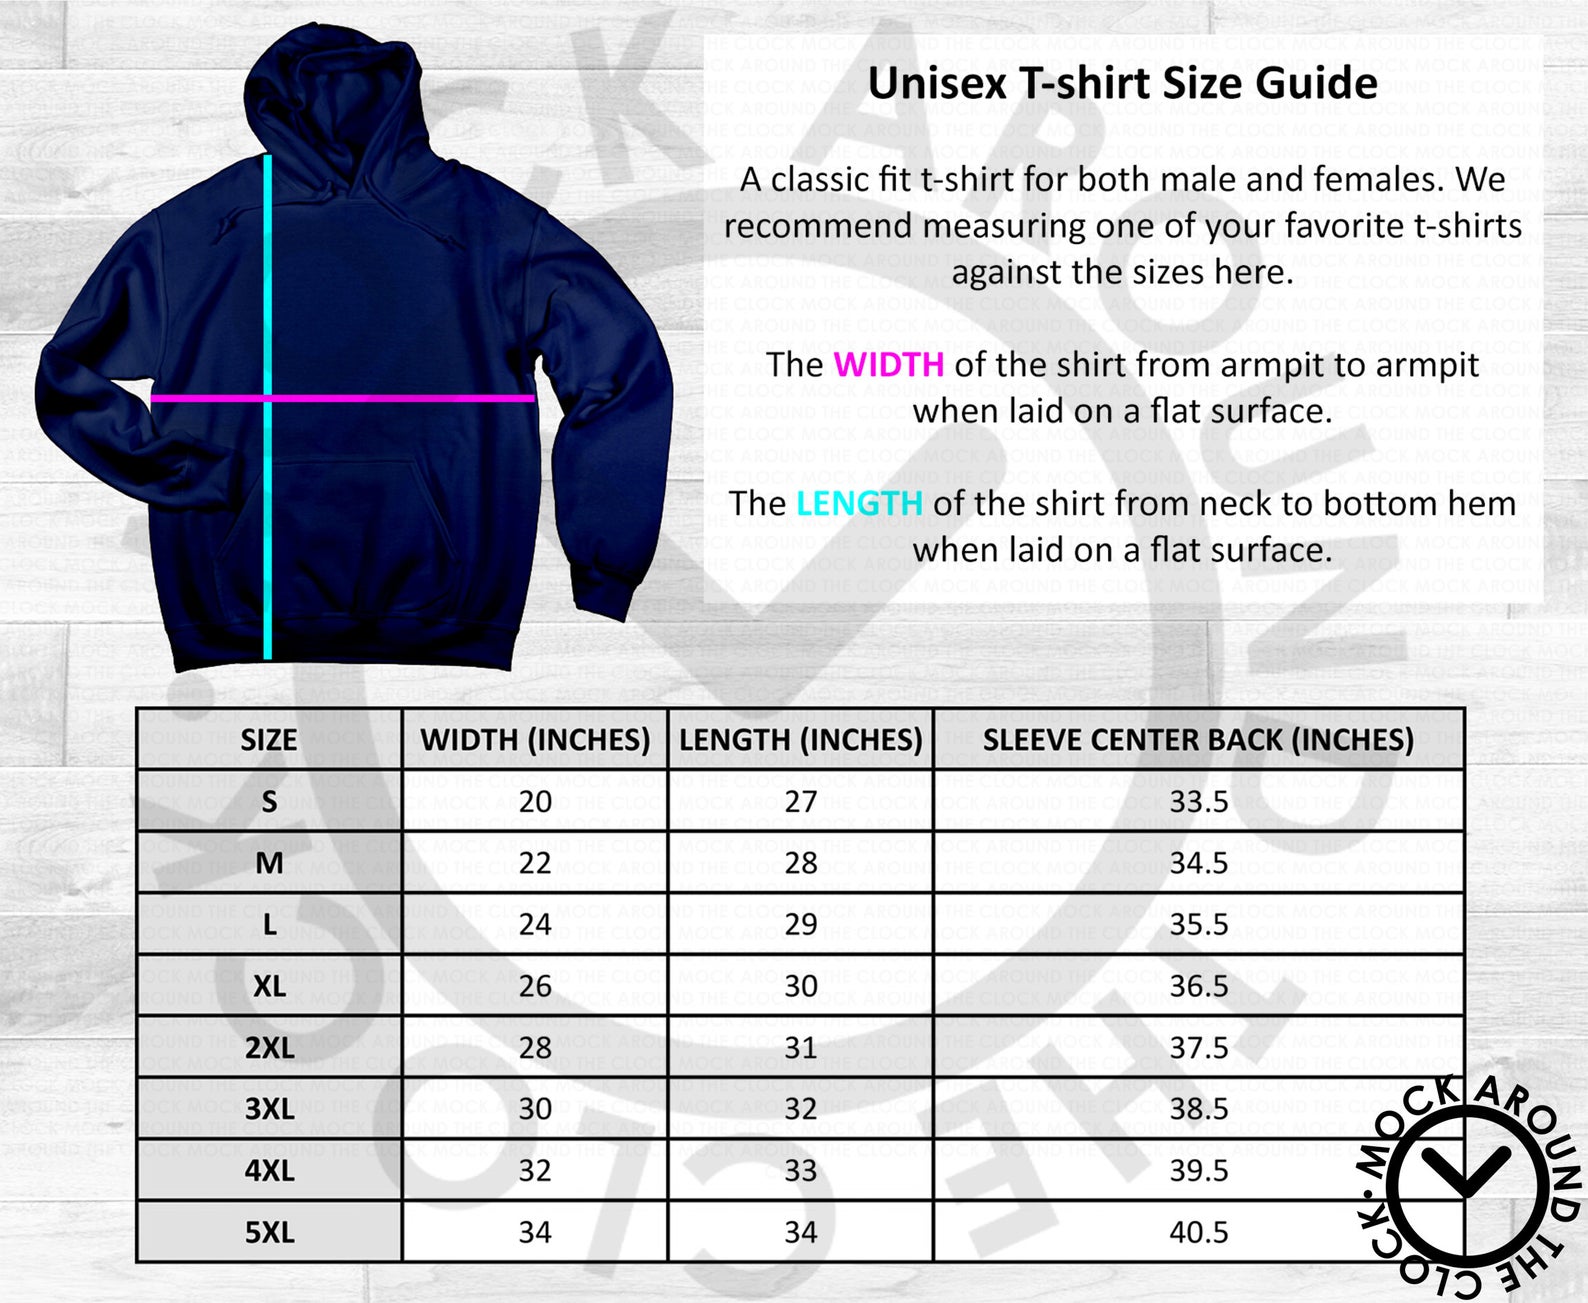 Unisex T-shirt Size Guide
A classic fit t-shirt for both male and females. We
recommend measuring one of your favorite t-shirts
against the sizes here.
The WIDTH of the shirt from armpit to armpit
when laid on a flat surface.
The LENGTH of the shirt from neck to bottom hem
when laid on a flat surface.
SIZE WIDTH (INCHES) LENGTH (INCHES) SLEEVE CENTER BACK (INCHES)
S 20 27 33.5
M 22 28 34.5
L 24 29 35.5
XL 26 30 36.5
2XL 28 31 37.5
3XL 30 32 38.5
4XL 32 33 39.5
5XL 34 34 40.5
MOCK AROUND THE CLOCK